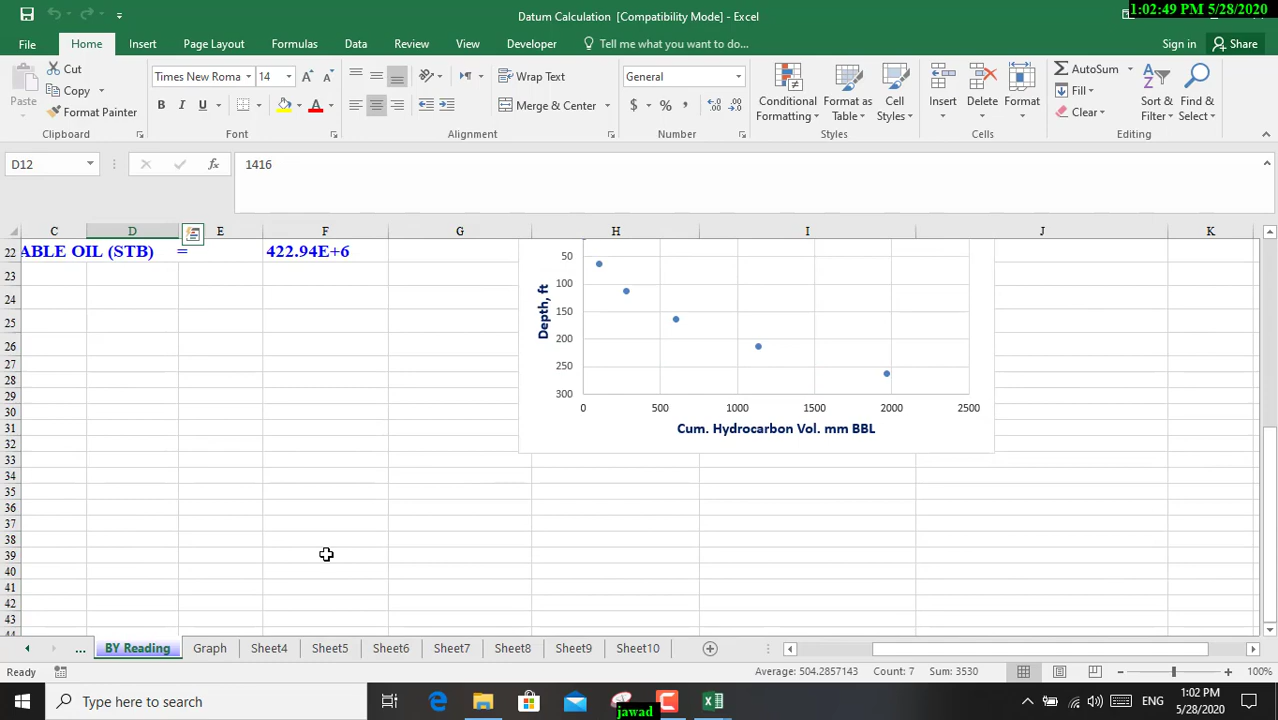 1:02:49 PM 5/28/2020
Datum Calculation [Compatibility Mode] - Excel
File Home Insert Page Layout Formulas Data Review View Developer Tell me what you want to do... Sign in Share
Paste Cut Copy Format Painter
Times New Roma 14 A A
B I U A
Wrap Text
Merge & Center
General
$ % ,
Conditional Formatting Format as Table Cell Styles
Insert Delete Format
AutoSum Fill Clear
Sort & Filter Find & Select
Clipboard Font Alignment Number Styles Cells Editing
D12 fx 1416
C D E F G H I J K
22 ABLE OIL (STB) = 422.94E+6
23
24
25
26
27
28
29
30
31
32
33
34
35
36
37
38
39
40
41
42
43
44
Depth, ft
50
100
150
200
250
300
0 500 1000 1500 2000 2500
Cum. Hydrocarbon Vol. mm BBL
... BY Reading Graph Sheet4 Sheet5 Sheet6 Sheet7 Sheet8 Sheet9 Sheet10
Ready Average: 504.2857143 Count: 7 Sum: 3530 100%
Type here to search
jawad
ENG
1:02 PM
5/28/2020